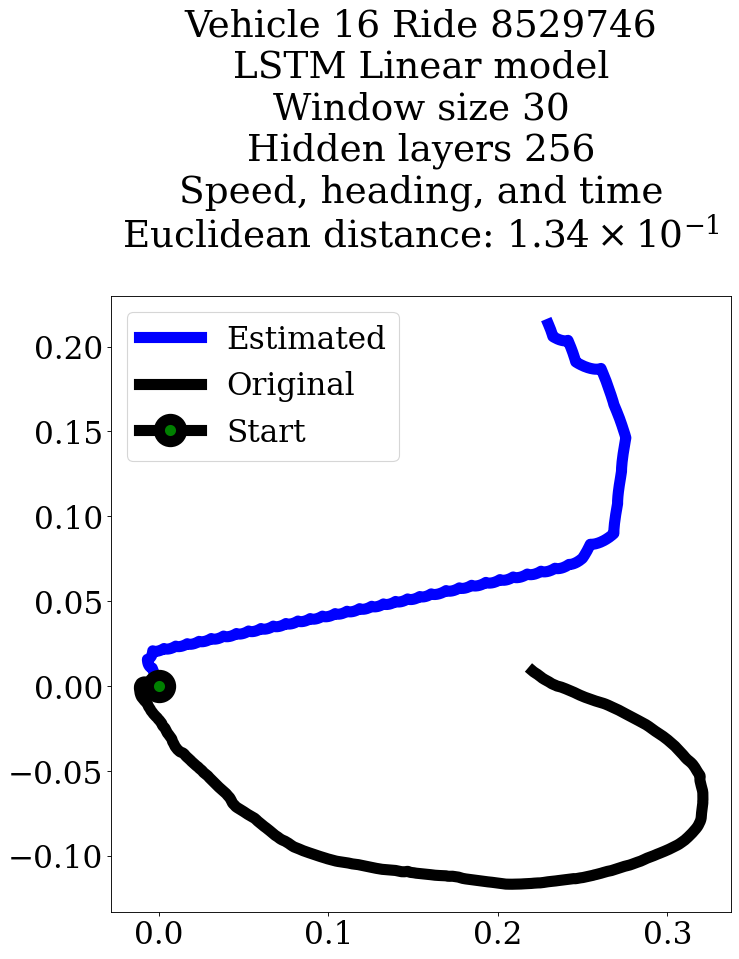 Vehicle 16 Ride 8529746
LSTM Linear model
Window size 30
Hidden layers 256
Speed, heading, and time
Euclidean distance: 1.34 × 10⁻¹
Estimated
Original
Start
0.20
0.15
0.10
0.05
0.00
−0.05
−0.10
0.0 0.1 0.2 0.3